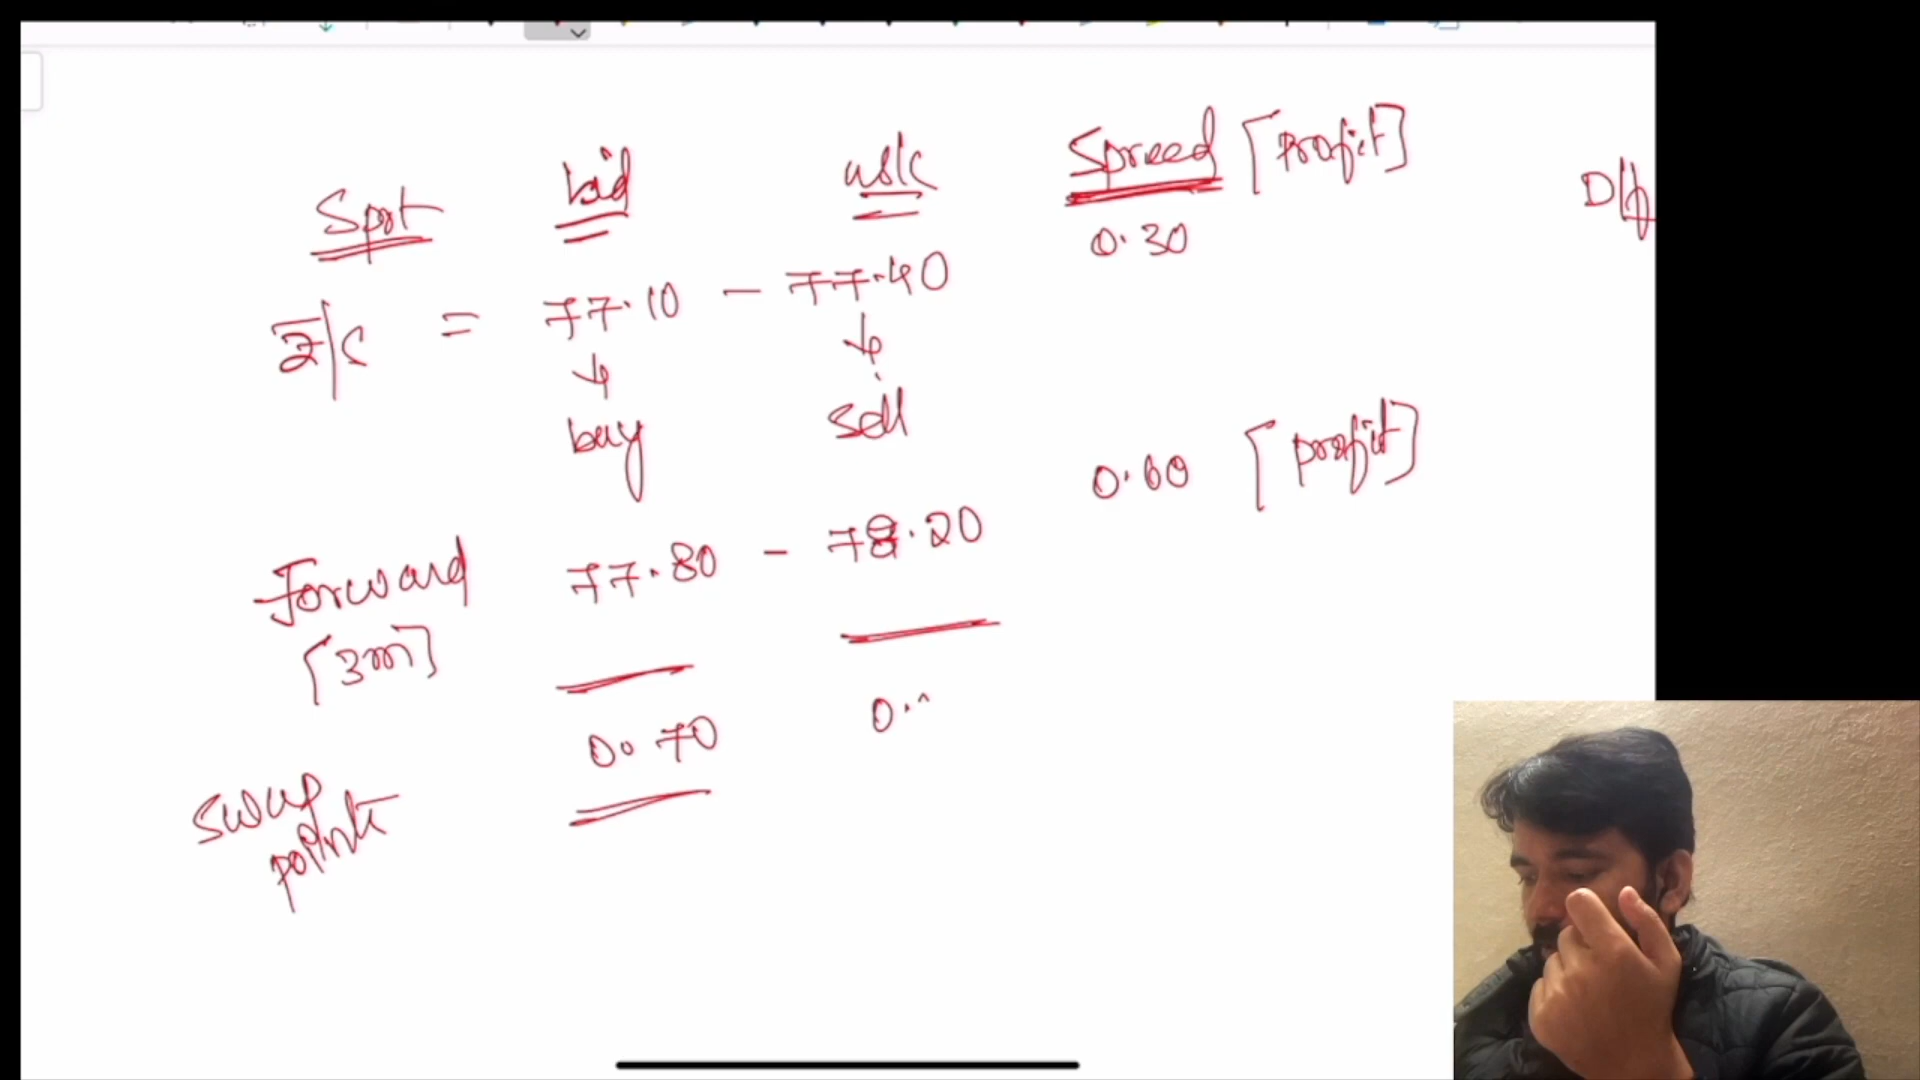 Spot bid ask Spread [Profit]
₹/$ = 77.10 - 77.40 0.30
buy sell
Forward 77.80 - 78.20 0.60 [profit]
[3m]
0.70 0.
Swap
points